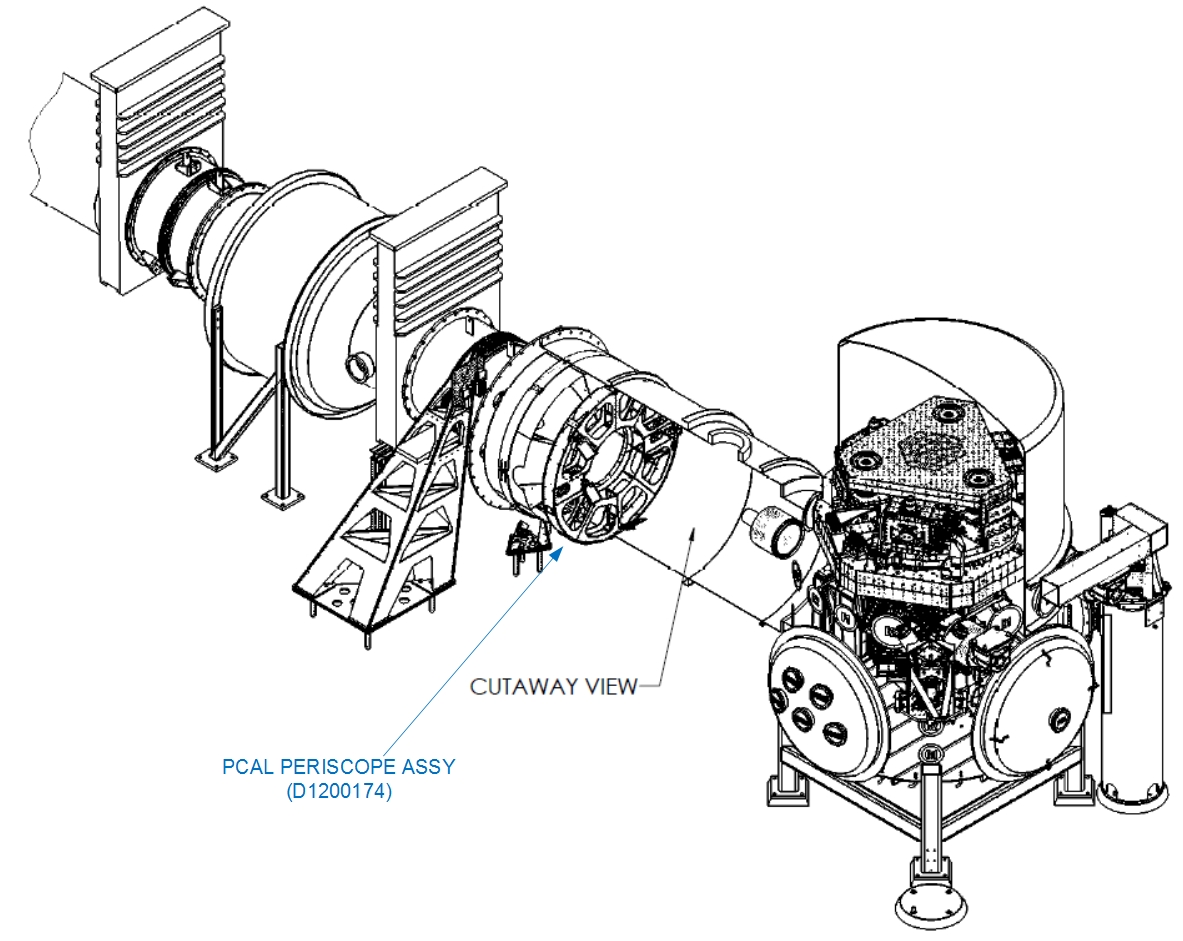 CUTAWAY VIEW
PCAL PERISCOPE ASSY
(D1200174)